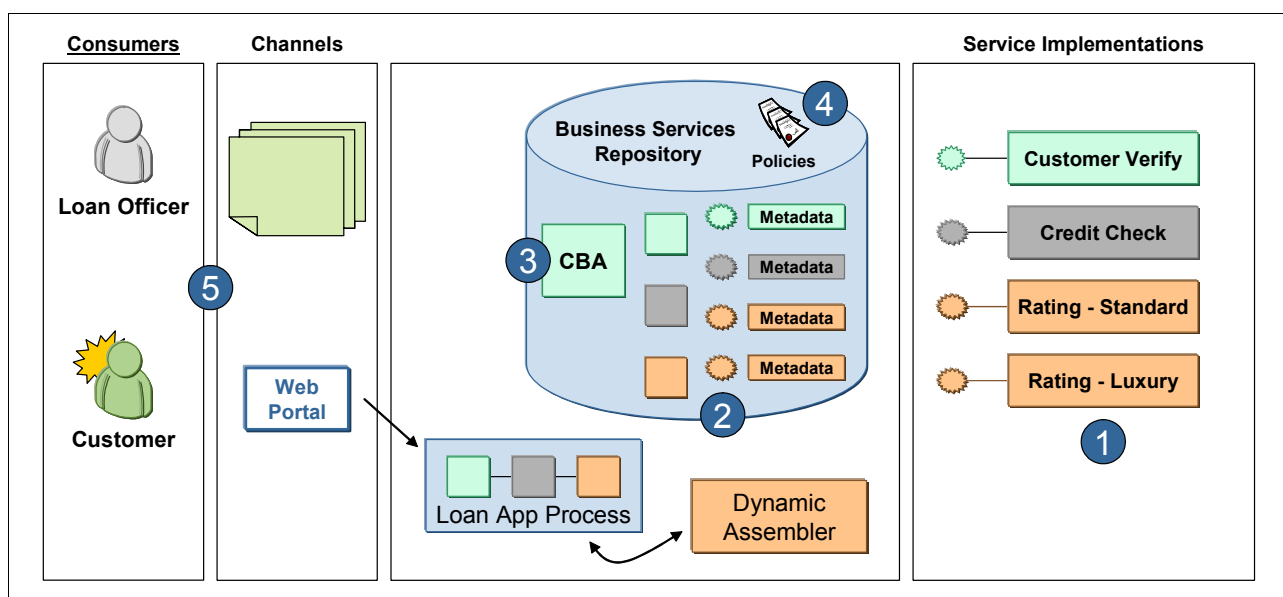 Consumers
Channels
Service Implementations
Loan Officer
5
Customer
Web
Portal
Business Services
Repository
4
Policies
3
CBA
Metadata
Metadata
Metadata
Metadata
2
Loan App Process
Dynamic
Assembler
Customer Verify
Credit Check
Rating - Standard
Rating - Luxury
1